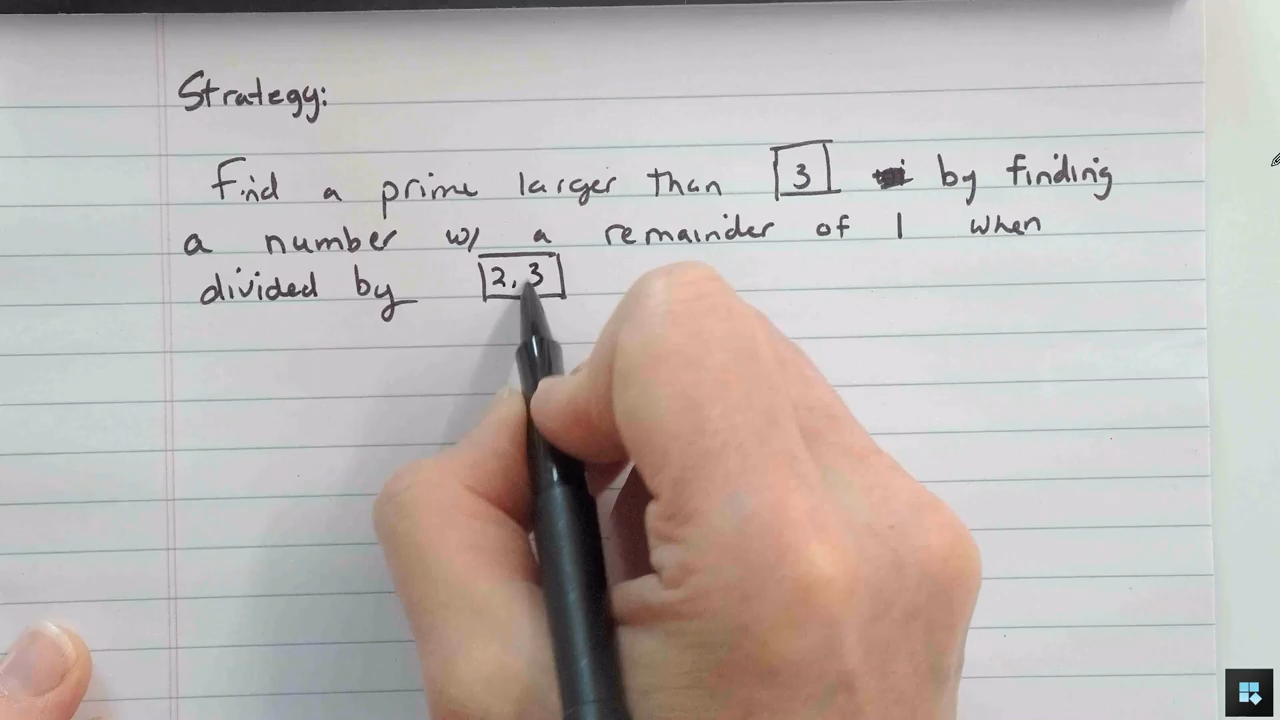 Strategy:
Find a prime larger than 3 by finding
a number w/ a remainder of 1 when
divided by 2, 3